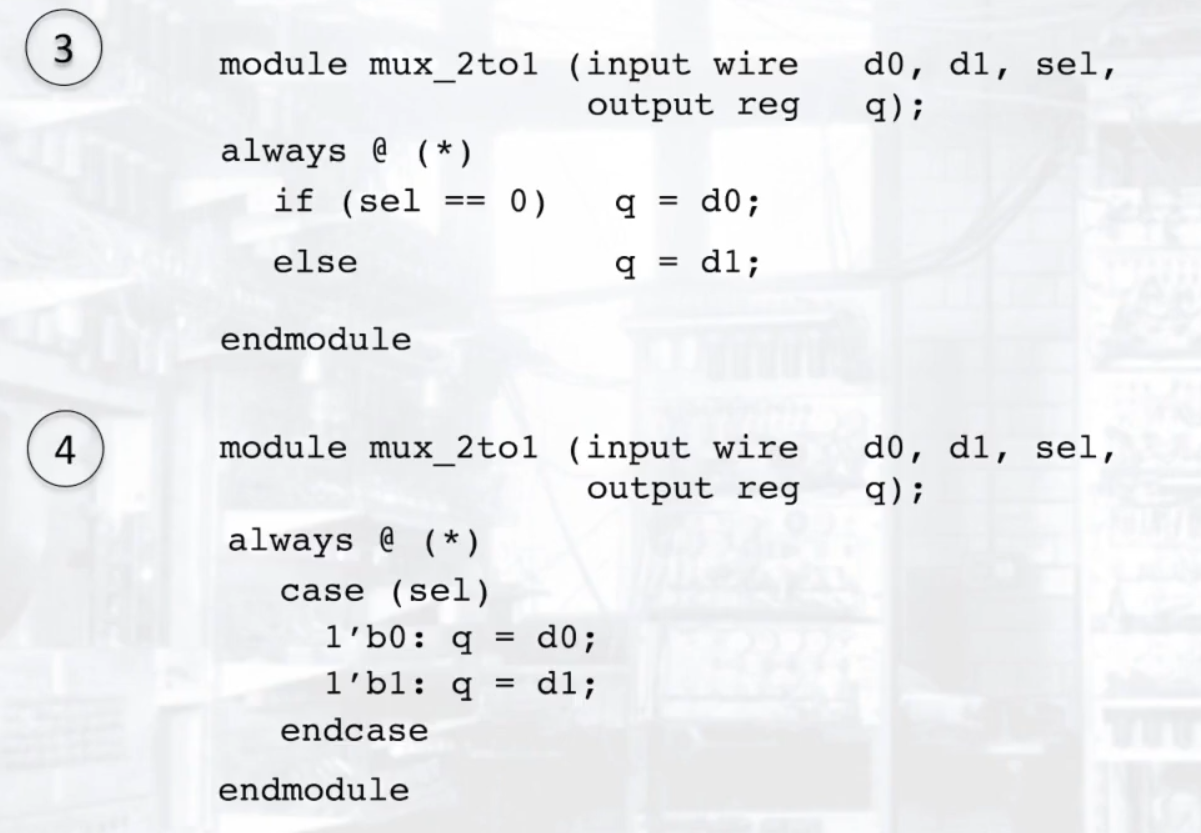 3
module mux_2to1 (input wire d0, d1, sel,
output reg q);
always @ (*)
if (sel == 0) q = d0;
else q = d1;
endmodule
4
module mux_2to1 (input wire d0, d1, sel,
output reg q);
always @ (*)
case (sel)
1′b0: q = d0;
1′b1: q = d1;
endcase
endmodule